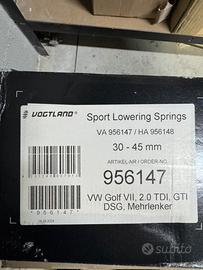 VOGTLAND
Sport Lowering Springs
VA 956147 / HA 956148
30 - 45 mm
ARTIKEL-NR / ORDER-NO.
956147
*956147*
VW Golf VII, 2.0 TDI, GTI
DSG, Mehrlenker
subito